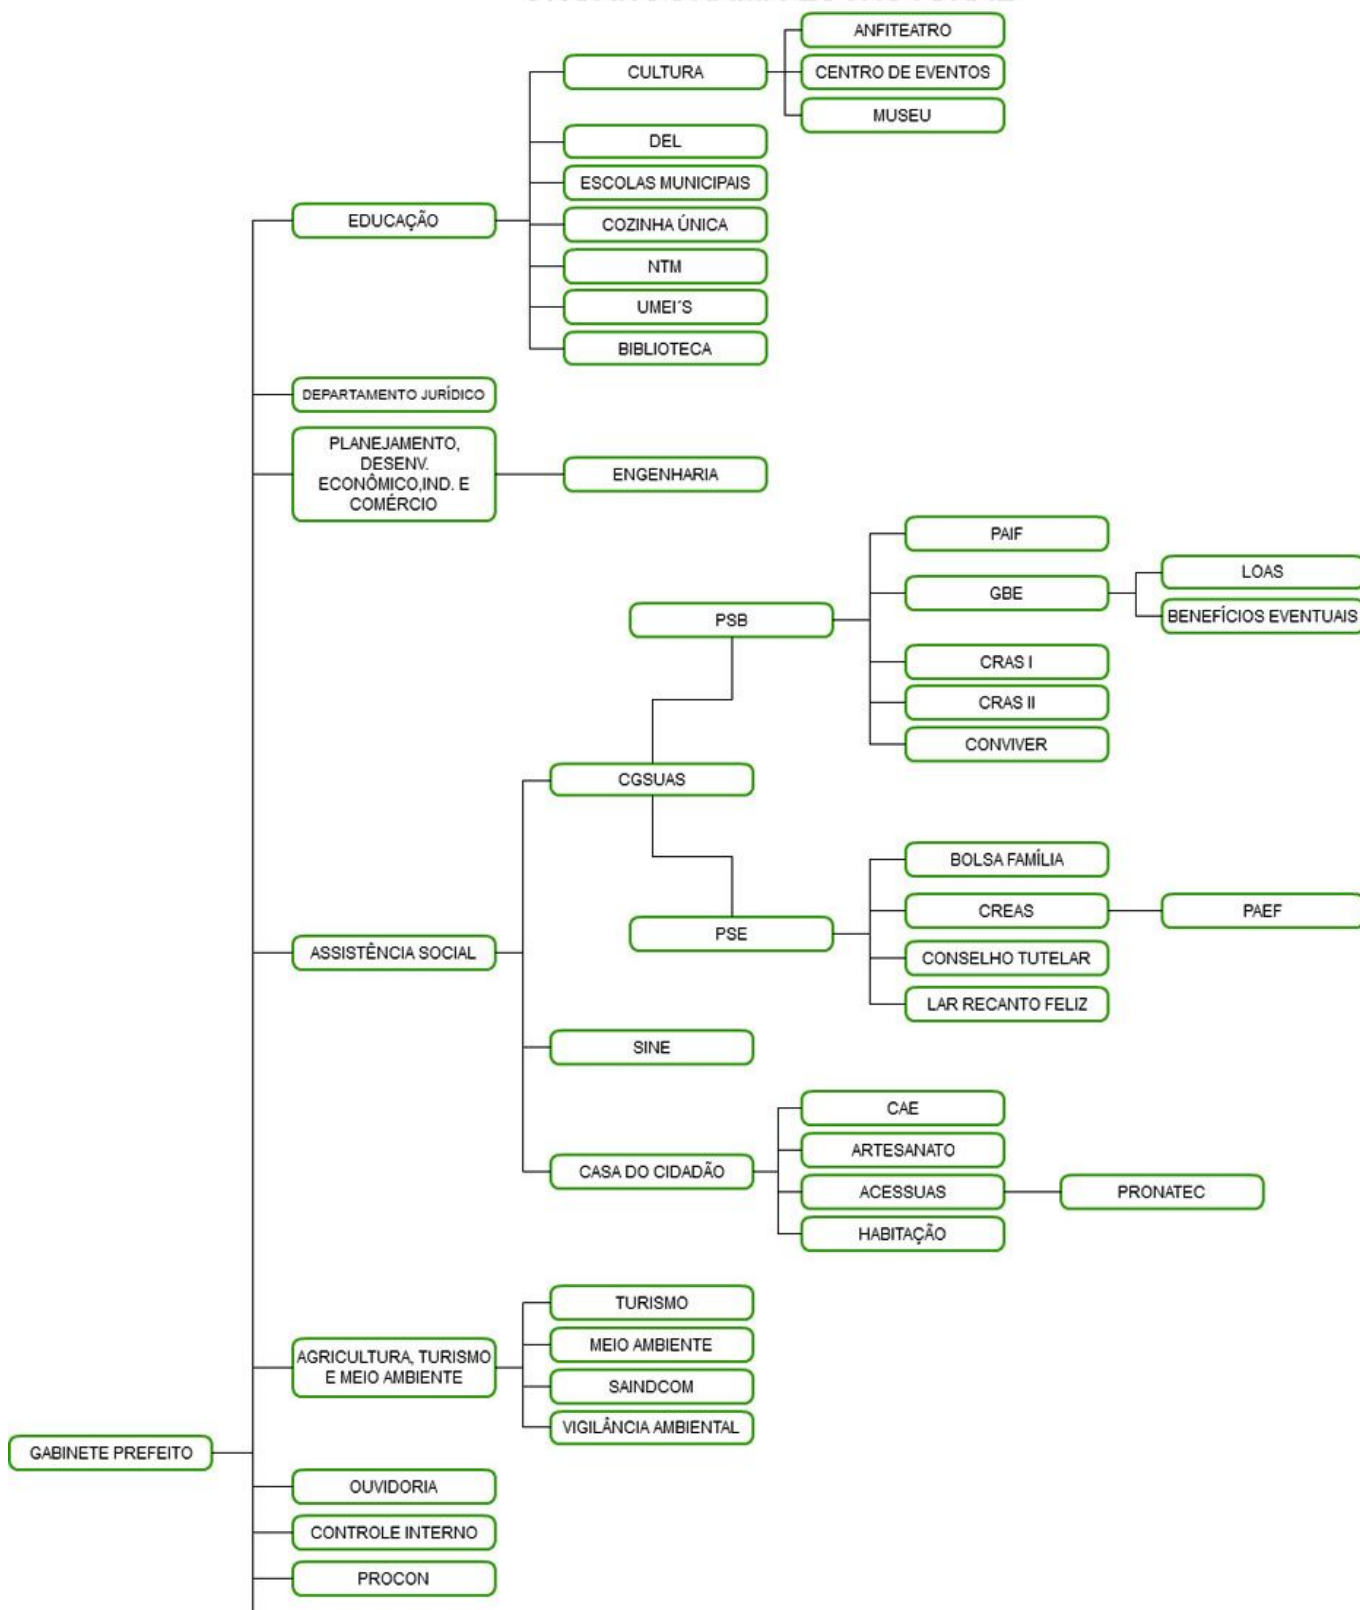 ANFITEATRO
CULTURA
CENTRO DE EVENTOS
MUSEU
DEL
ESCOLAS MUNICIPAIS
EDUCAÇÃO
COZINHA ÚNICA
NTM
UMEI´S
BIBLIOTECA
DEPARTAMENTO JURÍDICO
PLANEJAMENTO,
DESENV.
ECONÔMICO,IND. E
COMÉRCIO
ENGENHARIA
PAIF
LOAS
GBE
BENEFÍCIOS EVENTUAIS
PSB
CRAS I
CRAS II
CONVIVER
CGSUAS
BOLSA FAMÍLIA
CREAS
PAEF
PSE
CONSELHO TUTELAR
ASSISTÊNCIA SOCIAL
LAR RECANTO FELIZ
SINE
CAE
ARTESANATO
CASA DO CIDADÃO
ACESSUAS
PRONATEC
HABITAÇÃO
TURISMO
MEIO AMBIENTE
AGRICULTURA, TURISMO
E MEIO AMBIENTE
SAINDCOM
VIGILÂNCIA AMBIENTAL
GABINETE PREFEITO
OUVIDORIA
CONTROLE INTERNO
PROCON